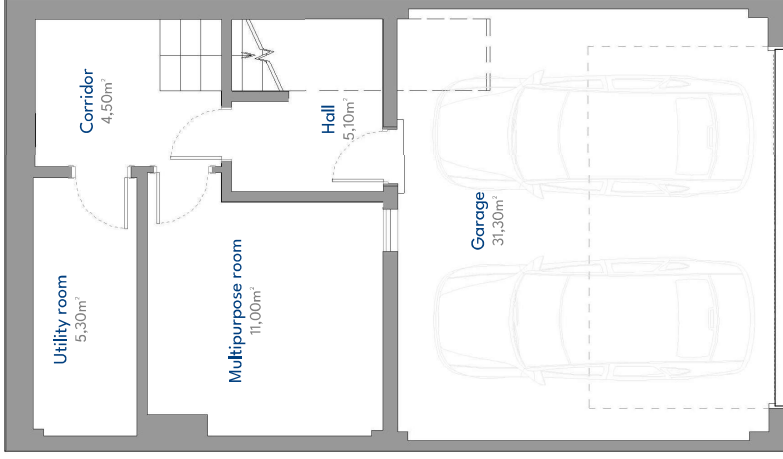 Corridor
4,50m²
Hall
5,10m²
Garage
31,30m²
Utility room
5,30m²
Multipurpose room
11,00m²